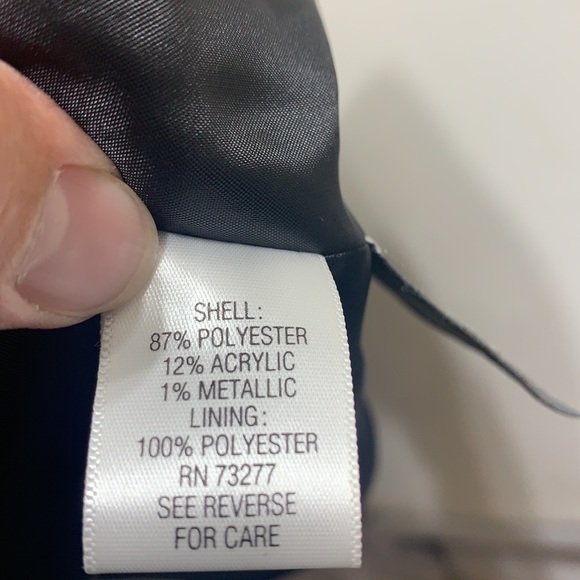 SHELL:
87% POLYESTER
12% ACRYLIC
1% METALLIC
LINING:
100% POLYESTER
RN 73277
SEE REVERSE
FOR CARE